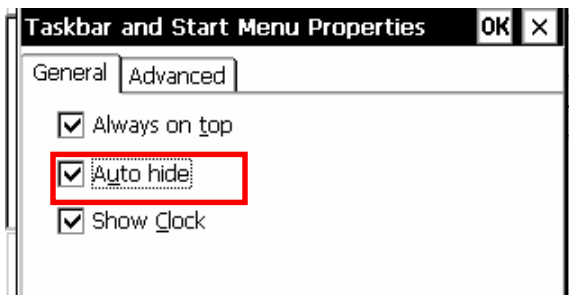 Taskbar and Start Menu Properties OK ×
General Advanced
Always on top
Auto hide
Show Clock